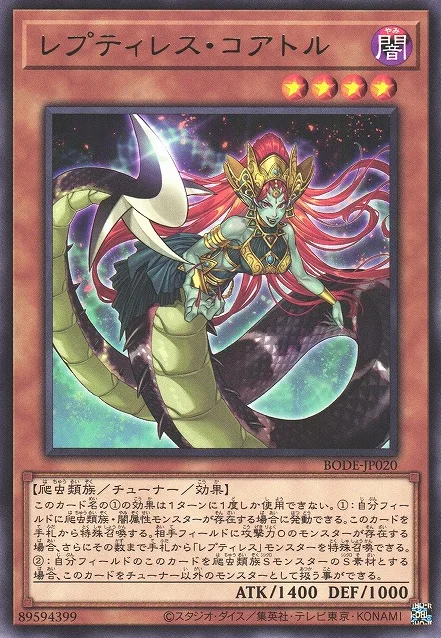 レプティレス・コアトル
闇
BODE-JP020
【爬虫類族／チューナー／効果】
このカード名の①の効果は1ターンに1度しか使用できない。①：自分フィ
ールドに爬虫類族・闇属性モンスターが存在する場合に発動できる。このカードを
手札から特殊召喚する。相手フィールドに攻撃力0のモンスターが存在す
る場合、さらにその数まで手札から「レプティレス」モンスターを特殊召喚できる。
②：自分フィールドのこのカードを爬虫類族SモンスターのS素材とする
場合、このカードをチューナー以外のモンスターとして扱う事ができる。
ATK/1400 DEF/1000
89594399 ©スタジオ・ダイス／集英社・テレビ東京・KONAMI